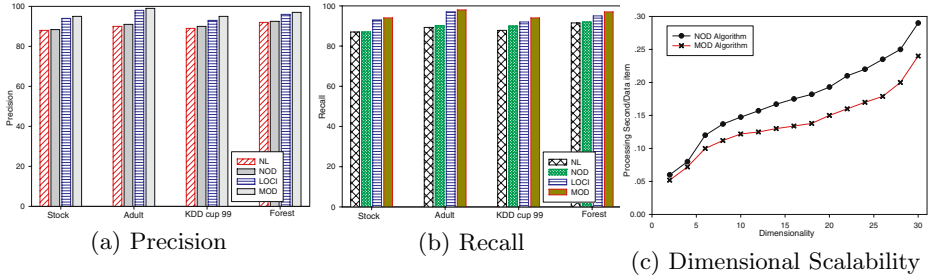 100
80
60
40
20
0
Precision
NL
NOD
LOCI
MOD
Stock
Adult
KDD cup 99
Forest
(a) Precision
100
80
60
40
20
0
Recall
NL
NOD
LOCI
MOD
Stock
Adult
KDD cup 99
Forest
(b) Recall
.30
.25
.20
.15
.10
.05
0.00
Processing Second/Data item
NOD Algorithm
MOD Algorithm
0
5
10
15
20
25
30
Dimensionality
(c) Dimensional Scalability